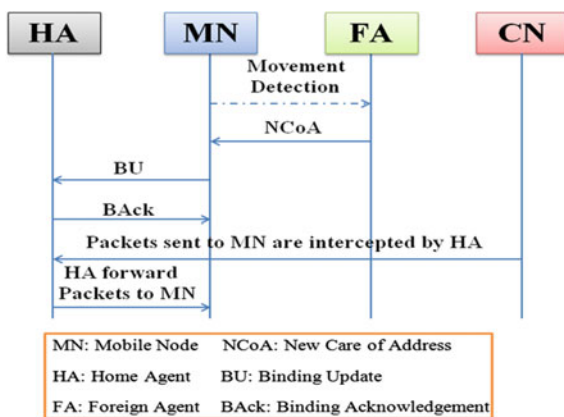 HA MN FA CN
Movement
Detection
NCoA
BU
BAck
Packets sent to MN are intercepted by HA
HA forward
Packets to MN
MN: Mobile Node NCoA: New Care of Address
HA: Home Agent BU: Binding Update
FA: Foreign Agent BAck: Binding Acknowledgement